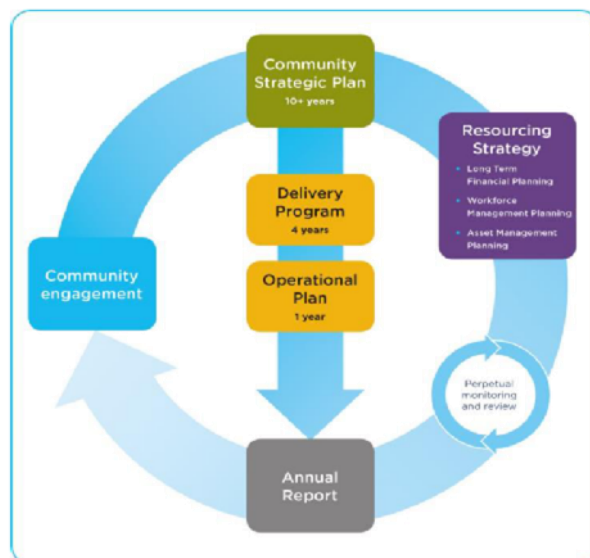 Community
Strategic Plan
10+ years
Resourcing
Strategy
• Long Term
Financial Planning
• Workforce
Management Planning
• Asset Management
Planning
Delivery
Program
4 years
Community
engagement
Operational
Plan
1 year
Perpetual
monitoring
and review
Annual
Report